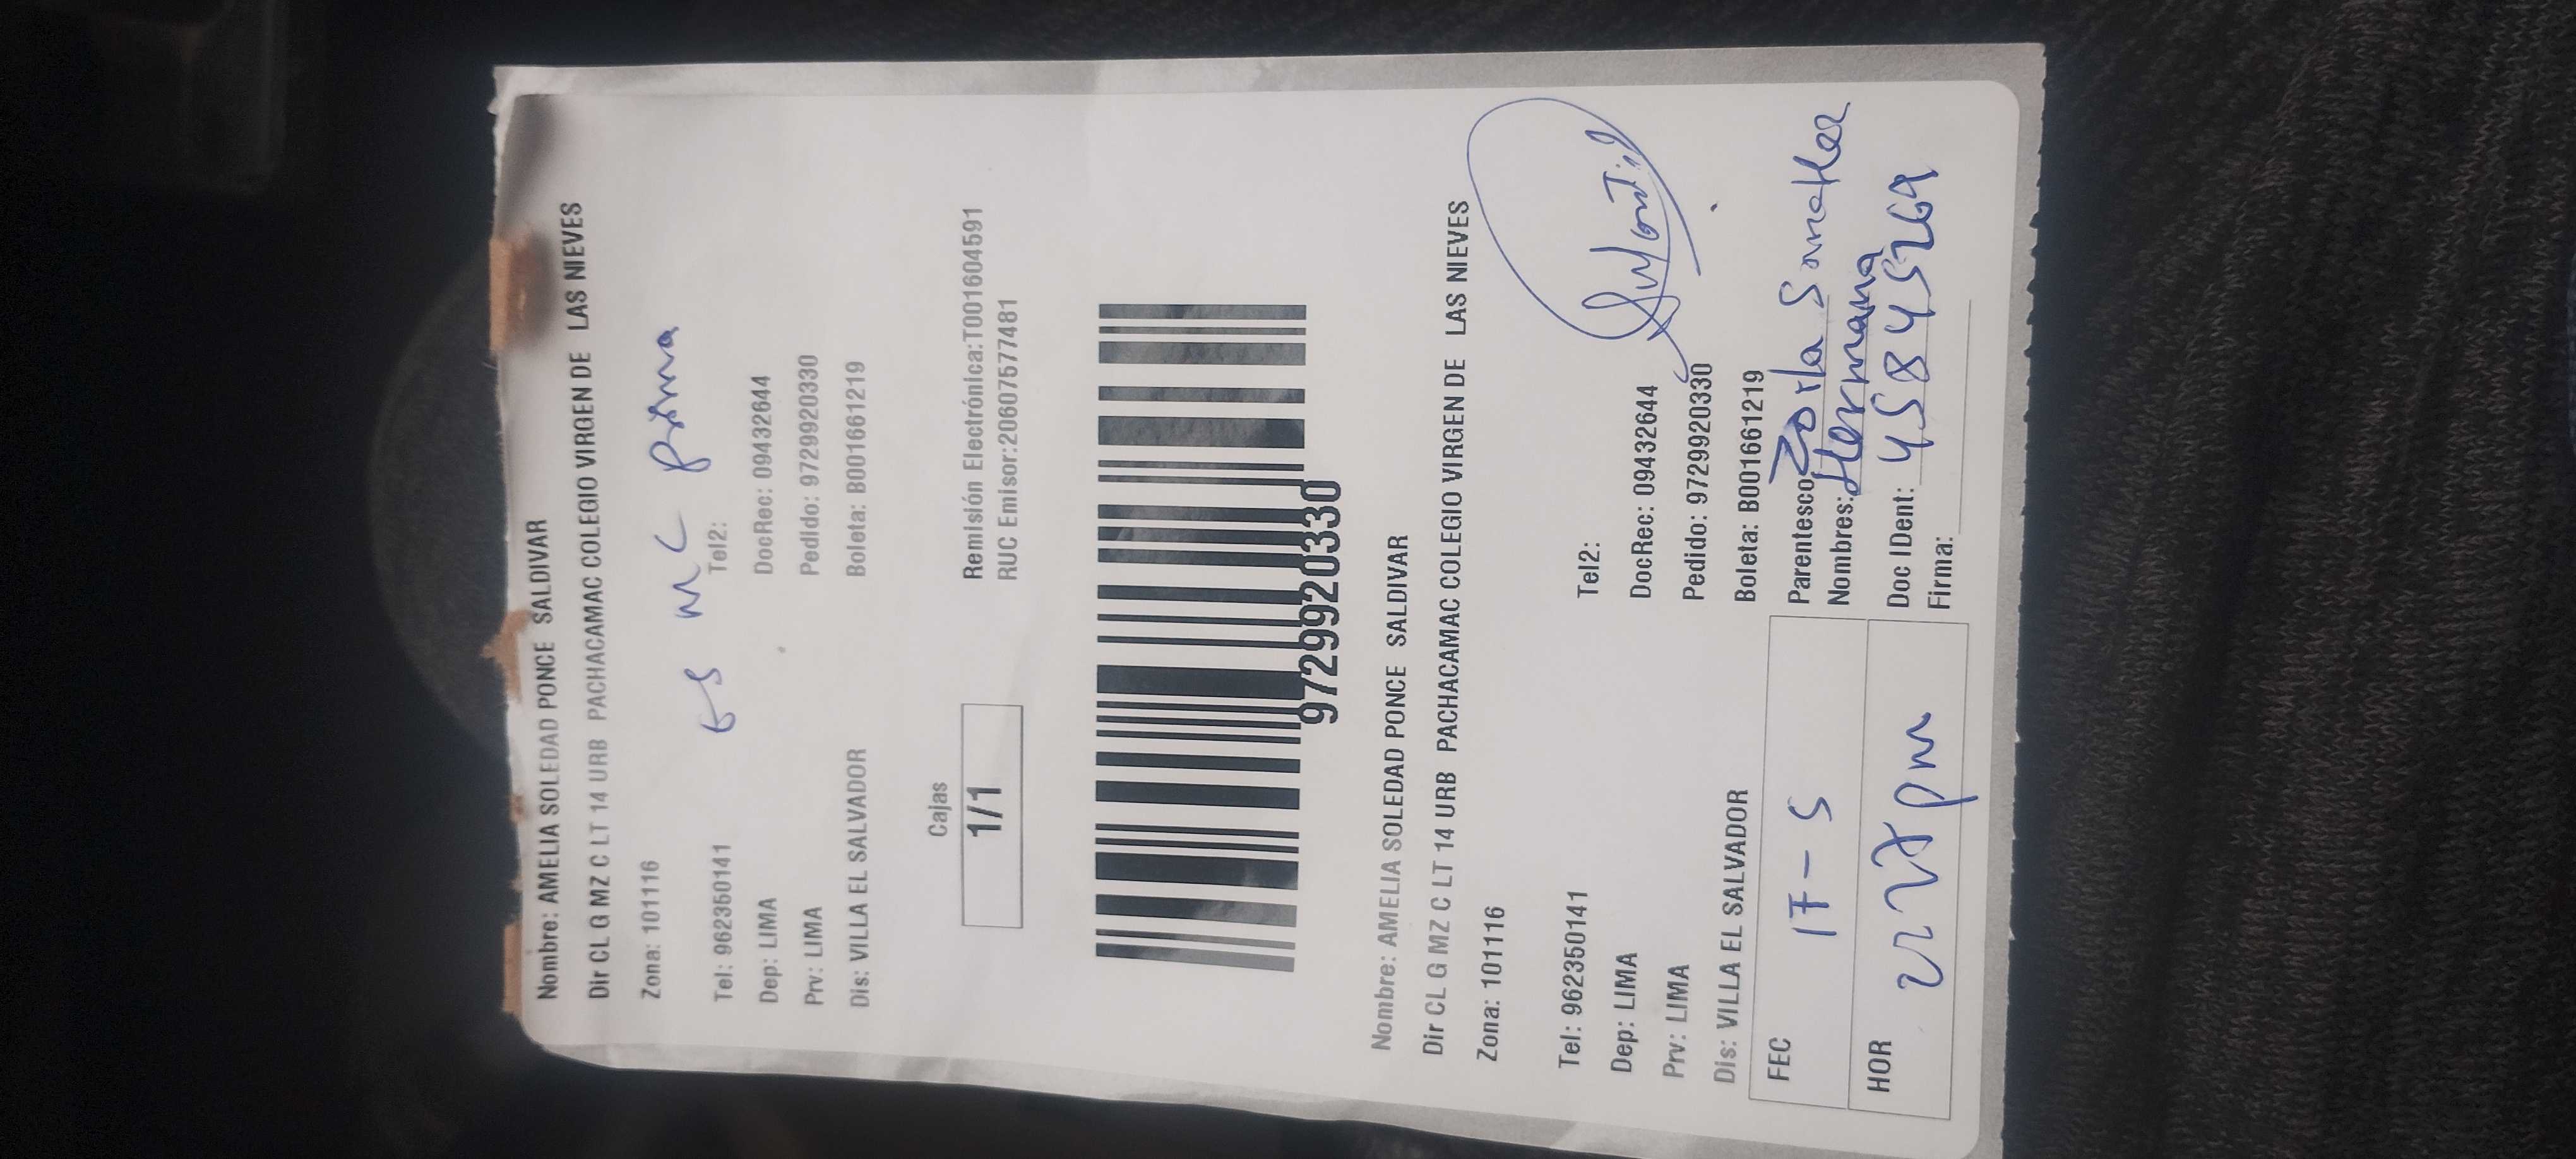 Nombre: AMELIA SOLEDAD PONCE SALDIVAR
Dir CL G MZ C LT 14 URB PACHACAMAC COLEGIO VIRGEN DE LAS NIEVES
Zona: 101116
Tel: 962350141 Tel2:
Dep: LIMA DocRec: 09432644
Prv: LIMA Pedido: 9729920330
Dis: VILLA EL SALVADOR Boleta: B001661219
Cajas
1/1
Remisión Electrónica:T001604591
RUC Emisor:20607577481
9729920330
Nombre: AMELIA SOLEDAD PONCE SALDIVAR
Dir CL G MZ C LT 14 URB PACHACAMAC COLEGIO VIRGEN DE LAS NIEVES
Zona: 101116
Tel: 962350141 Tel2:
Dep: LIMA DocRec: 09432644
Prv: LIMA Pedido: 9729920330
Dis: VILLA EL SALVADOR Boleta: B001661219
FEC 17-5 Parentesco: Zoila
Nombres: Hermana
HOR pm Doc IDent: 45845269
Firma: